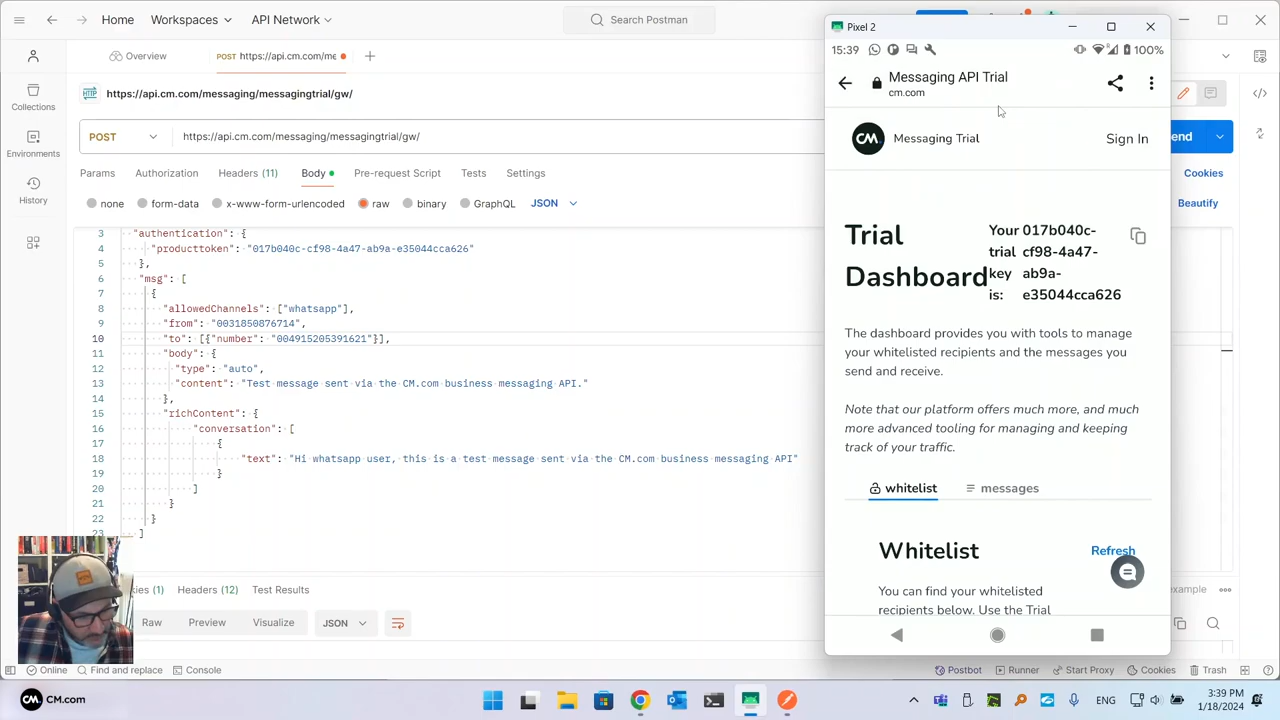 Home
Workspaces
API Network
Search Postman
Overview
POST https://api.cm.com/me
HTTP https://api.cm.com/messaging/messagingtrial/gw/
POST
https://api.cm.com/messaging/messagingtrial/gw/
end
Params
Authorization
Headers (11)
Body
Pre-request Script
Tests
Settings
Cookies
none
form-data
x-www-form-urlencoded
raw
binary
GraphQL
JSON
Beautify
Collections
Environments
History
3 "authentication": {
4 "producttoken": "017b040c-cf98-4a47-ab9a-e35044cca626"
5 },
6 "msg": [
7 {
8 "allowedChannels": ["whatsapp"],
9 "from": "0031850876714",
10 "to": [{"number": "004915205391621"}],
11 "body": {
12 "type": "auto",
13 "content": "Test message sent via the CM.com business messaging API."
14 },
15 "richContent": {
16 "conversation": [
17 {
18 "text": "Hi whatsapp user, this is a test message sent via the CM.com business messaging API"
19 }
20 ]
21 }
22 }
23 ]
kies (1)
Headers (12)
Test Results
example
Raw
Preview
Visualize
JSON
Online
Find and replace
Console
Postbot
Runner
Start Proxy
Cookies
Trash
Pixel 2
15:39
100%
Messaging API Trial
cm.com
CM.
Messaging Trial
Sign In
Trial
Dashboard
Your
trial
key
is:
017b040c-
cf98-4a47-
ab9a-
e35044cca626
The dashboard provides you with tools to manage
your whitelisted recipients and the messages you
send and receive.
Note that our platform offers much more, and much
more advanced tooling for managing and keeping
track of your traffic.
whitelist
messages
Whitelist
Refresh
You can find your whitelisted
recipients below. Use the Trial
CM. CM.com
ENG
3:39 PM
1/18/2024